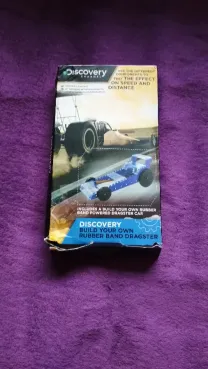 Discovery
CHANNEL
THE EFFECT
ON SPEED AND
DISTANCE
INCLUDES A BUILD YOUR OWN RUBBER
BAND POWERED DRAGSTER CAR
DISCOVERY
BUILD YOUR OWN
RUBBER BAND DRAGSTER